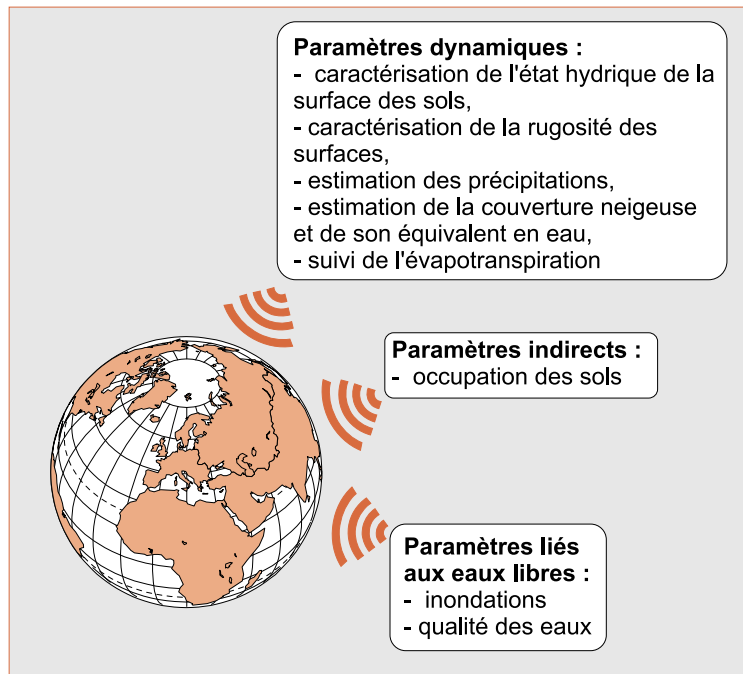 Paramètres dynamiques :
- caractérisation de l'état hydrique de la
surface des sols,
- caractérisation de la rugosité des
surfaces,
- estimation des précipitations,
- estimation de la couverture neigeuse
et de son équivalent en eau,
- suivi de l'évapotranspiration
Paramètres indirects :
- occupation des sols
Paramètres liés
aux eaux libres :
- inondations
- qualité des eaux